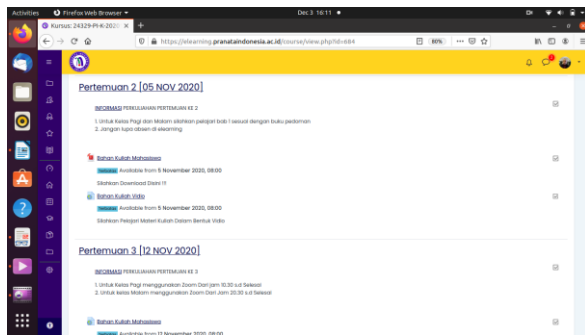 Activities
Firefox Web Browser
Dec 3 16:11
Kursus: 24329-PI-K-2020
https://elearning.pranataindonesia.ac.id/course/view.php?id=684
80%
Pertemuan 2 [05 NOV 2020]
INFORMASI PERKULIAHAN PERTEMUAN KE 2
1. Untuk Kelas Pagi dan Malam silahkan pelajari bab 1 sesuai dengan buku pedoman
2. Jangan lupa absen di elearning
Bahan Kuliah Mahasiswa
Available from 5 November 2020, 08:00
Silahkan Download Disini !!!
Bahan Kuliah Vidio
Available from 5 November 2020, 08:00
Silahkan Pelajari Materi Kuliah Dalam Bentuk Vidio
Pertemuan 3 [12 NOV 2020]
INFORMASI PERKULIAHAN PERTEMUAN KE 3
1. Untuk Kelas Pagi menggunakan Zoom Dari jam 10.30 s.d Selesai
2. Untuk kelas Malam menggunakan Zoom Dari Jam 20.30 s.d Selesai
Bahan Kuliah Mahasiswa
Available from 12 November 2020, 08:00